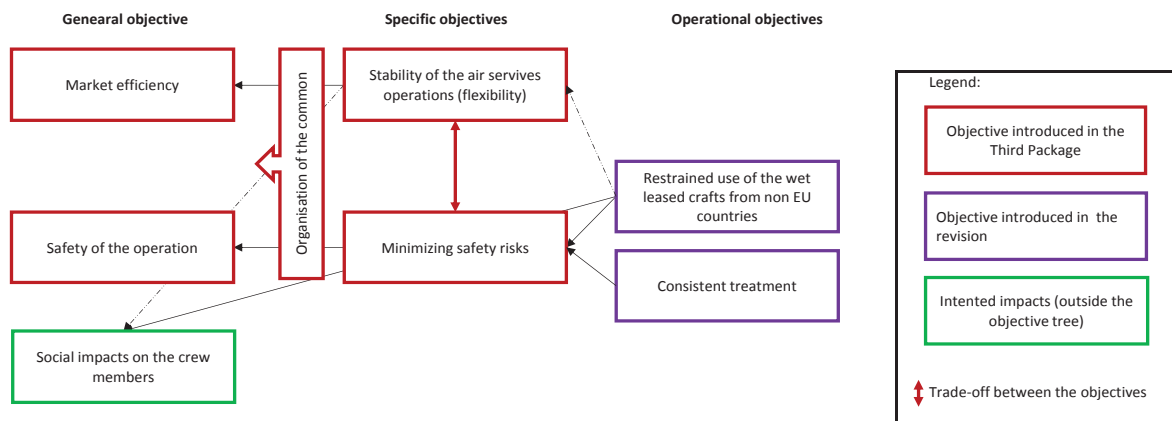 Genearal objective
Specific objectives
Operational objectives
Market efficiency
Organisation of the common
Stability of the air servives
operations (flexibility)
Restrained use of the wet
leased crafts from non EU
countries
Safety of the operation
Minimizing safety risks
Consistent treatment
Social impacts on the crew
members
Legend:
Objective introduced in the
Third Package
Objective introduced in the
revision
Intented impacts (outside the
objective tree)
Trade-off between the objectives